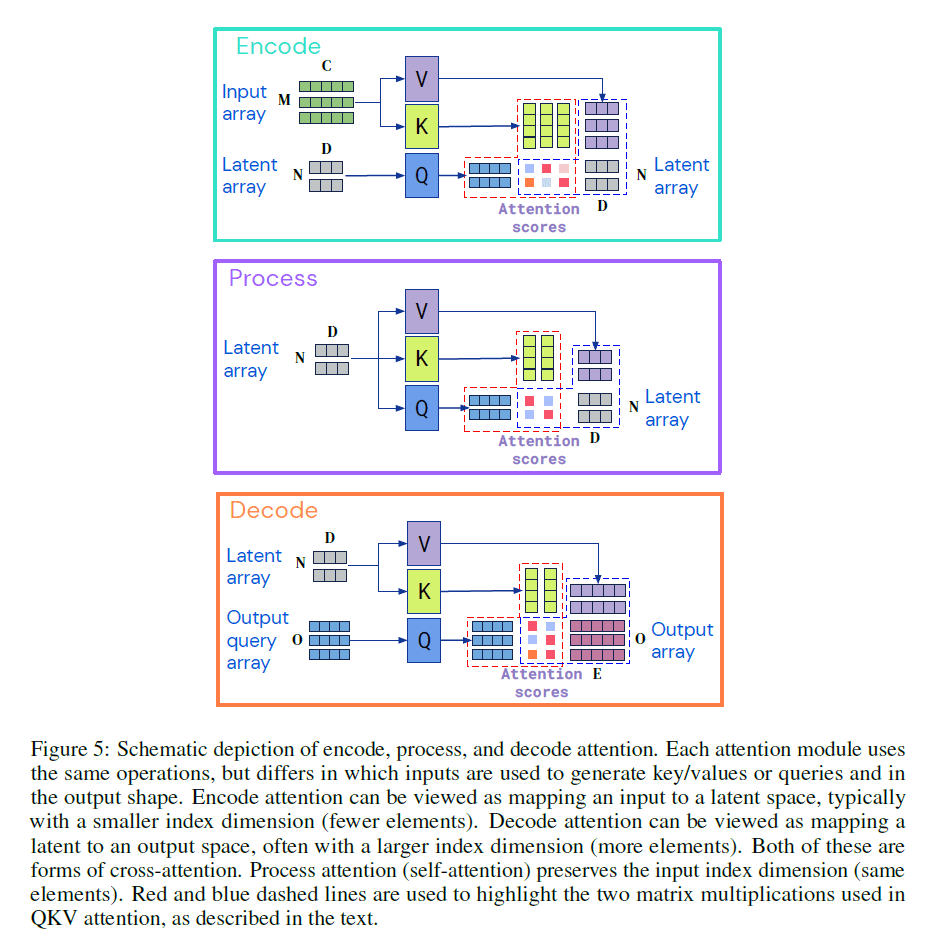 Encode
C
Input
array
M
V
K
D
Latent
array
N
Q
N
Latent
array
D
Attention
scores
Process
V
D
Latent
array
N
K
Q
N
Latent
array
D
Attention
scores
Decode
V
D
Latent
array
N
K
Output
query
array
O
Q
O
Output
array
E
Attention
scores
Figure 5: Schematic depiction of encode, process, and decode attention. Each attention module uses
the same operations, but differs in which inputs are used to generate key/values or queries and in
the output shape. Encode attention can be viewed as mapping an input to a latent space, typically
with a smaller index dimension (fewer elements). Decode attention can be viewed as mapping a
latent to an output space, often with a larger index dimension (more elements). Both of these are
forms of cross-attention. Process attention (self-attention) preserves the input index dimension (same
elements). Red and blue dashed lines are used to highlight the two matrix multiplications used in
QKV attention, as described in the text.